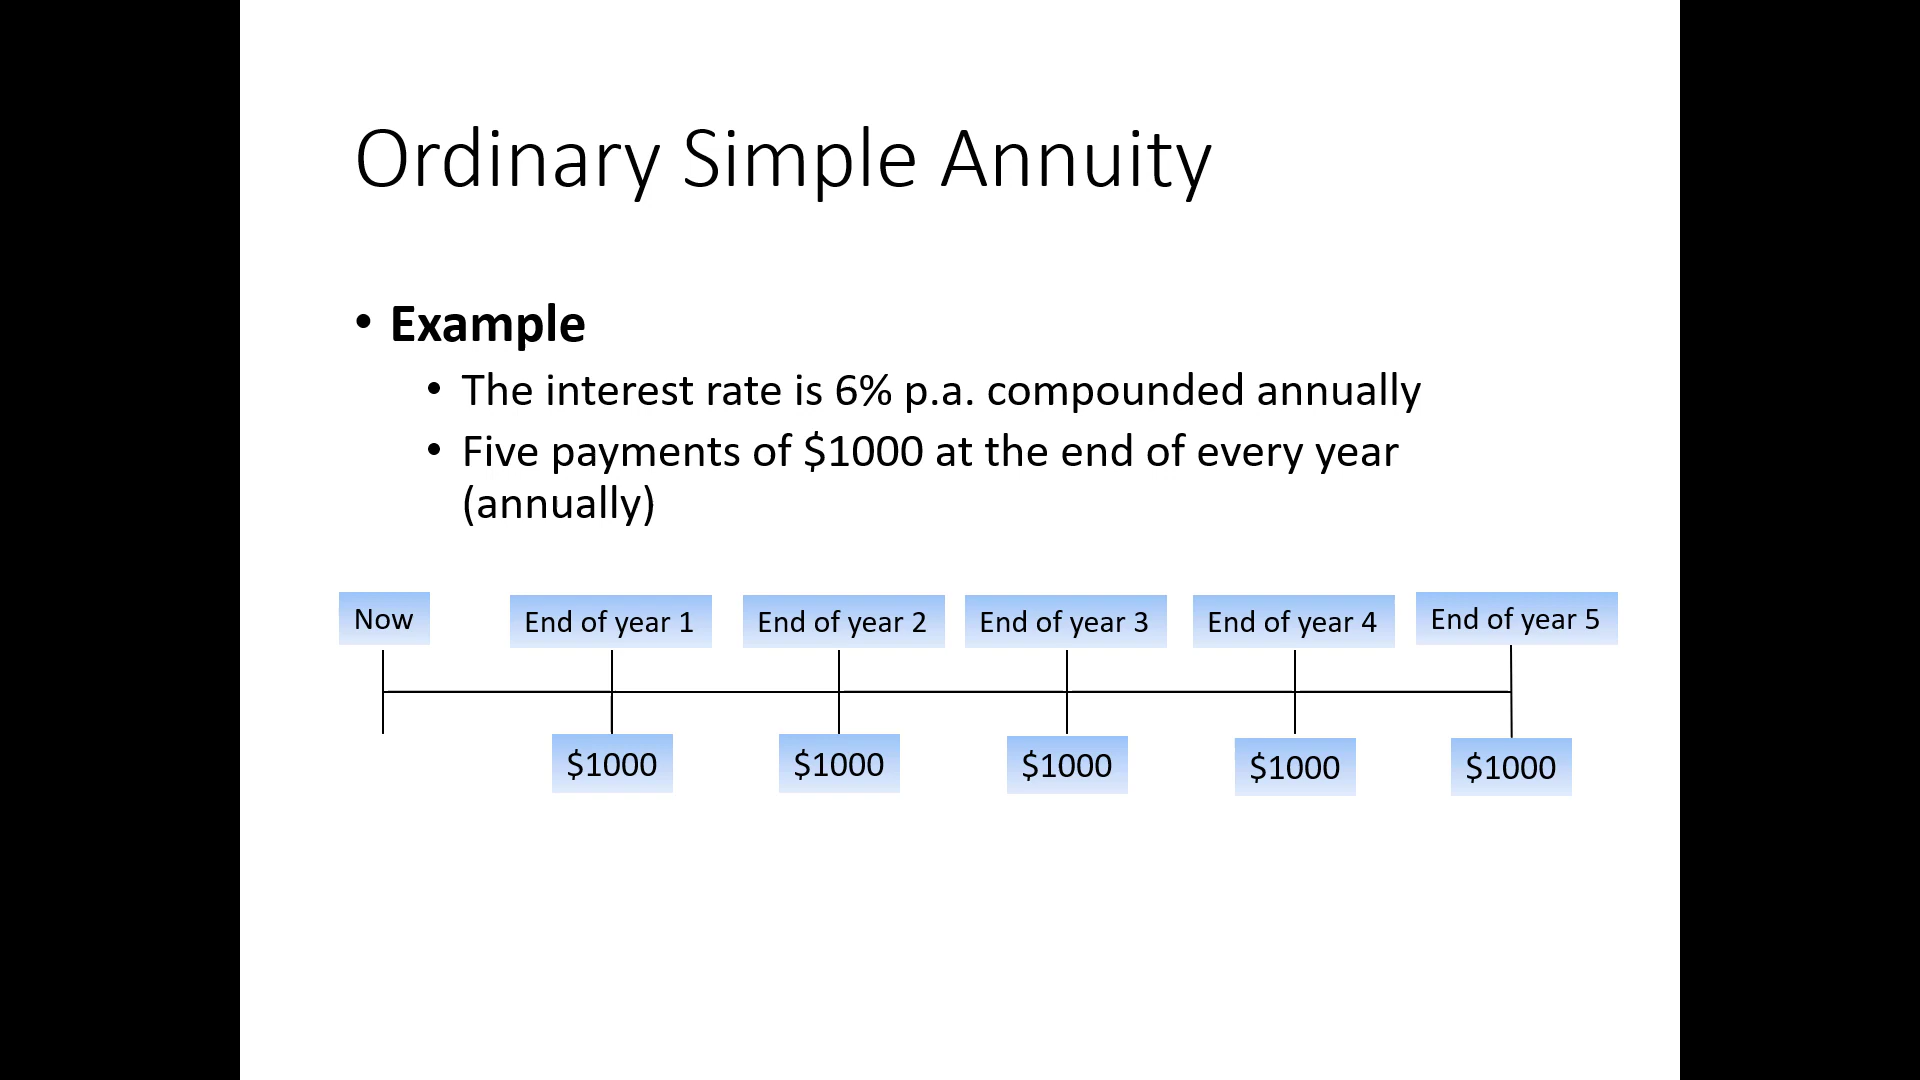 Ordinary Simple Annuity
• Example
• The interest rate is 6% p.a. compounded annually
• Five payments of $1000 at the end of every year
(annually)
Now End of year 1 End of year 2 End of year 3 End of year 4 End of year 5
$1000 $1000 $1000 $1000 $1000